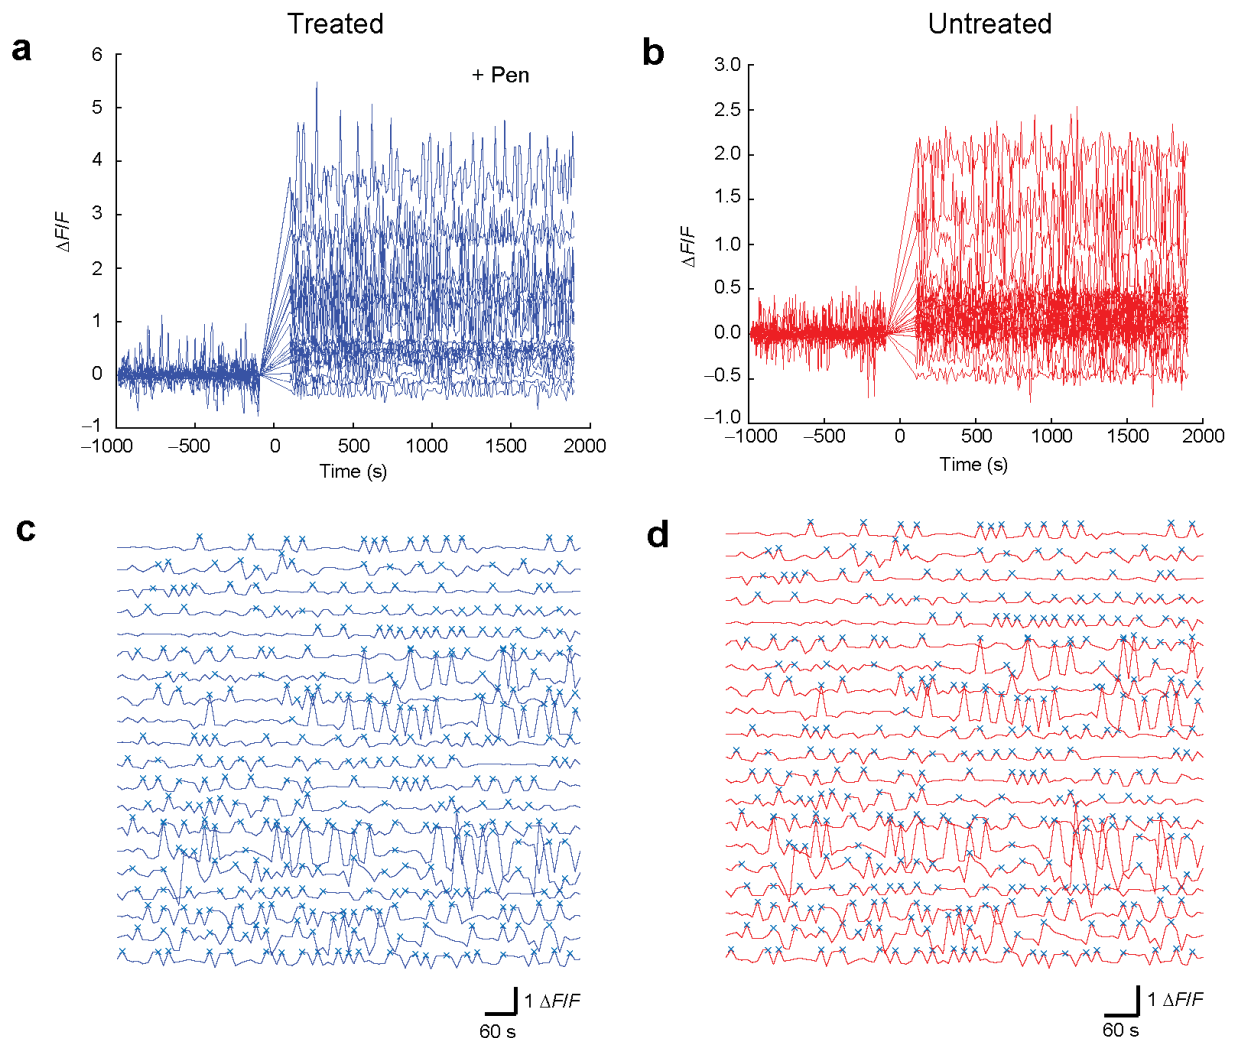 Treated
Untreated
a
b
+ Pen
6
5
4
3
2
1
0
–1
ΔF/F
–1000
–500
0
500
1000
1500
2000
Time (s)
3.0
2.5
2.0
1.5
1.0
0.5
0.0
–0.5
–1.0
ΔF/F
–1000
–500
0
500
1000
1500
2000
Time (s)
c
d
1 ΔF/F
60 s
1 ΔF/F
60 s